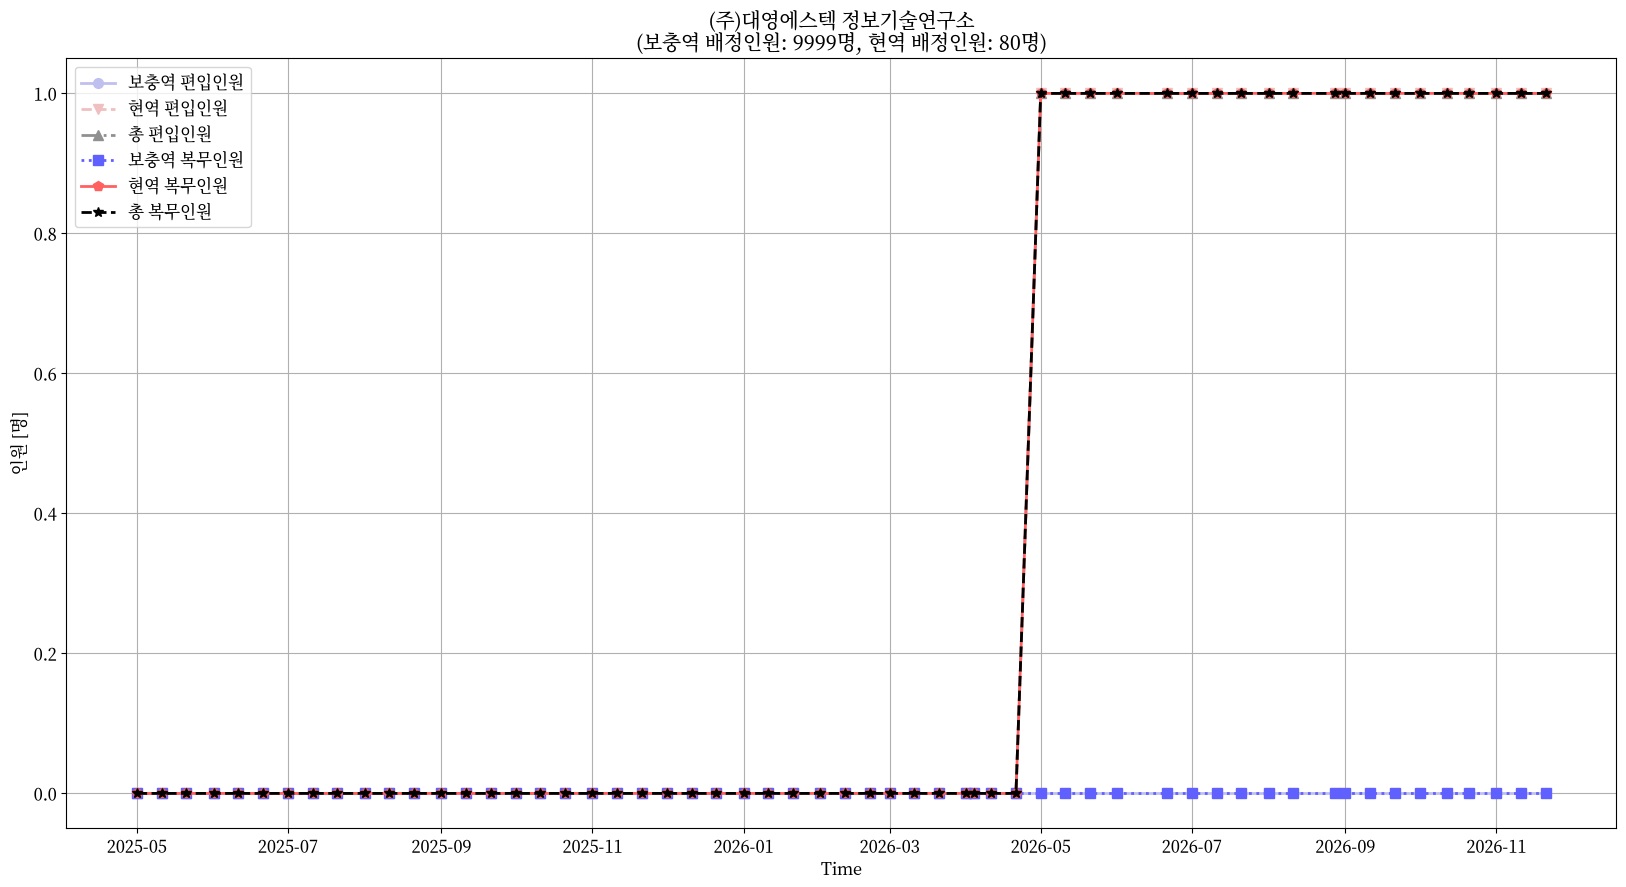 (주)대영에스텍 정보기술연구소
(보충역 배정인원: 9999명, 현역 배정인원: 80명)
보충역 편입인원
현역 편입인원
총 편입인원
보충역 복무인원
현역 복무인원
총 복무인원
인원 [명]
1.0
0.8
0.6
0.4
0.2
0.0
2025-05 2025-07 2025-09 2025-11 2026-01 2026-03 2026-05 2026-07 2026-09 2026-11
Time